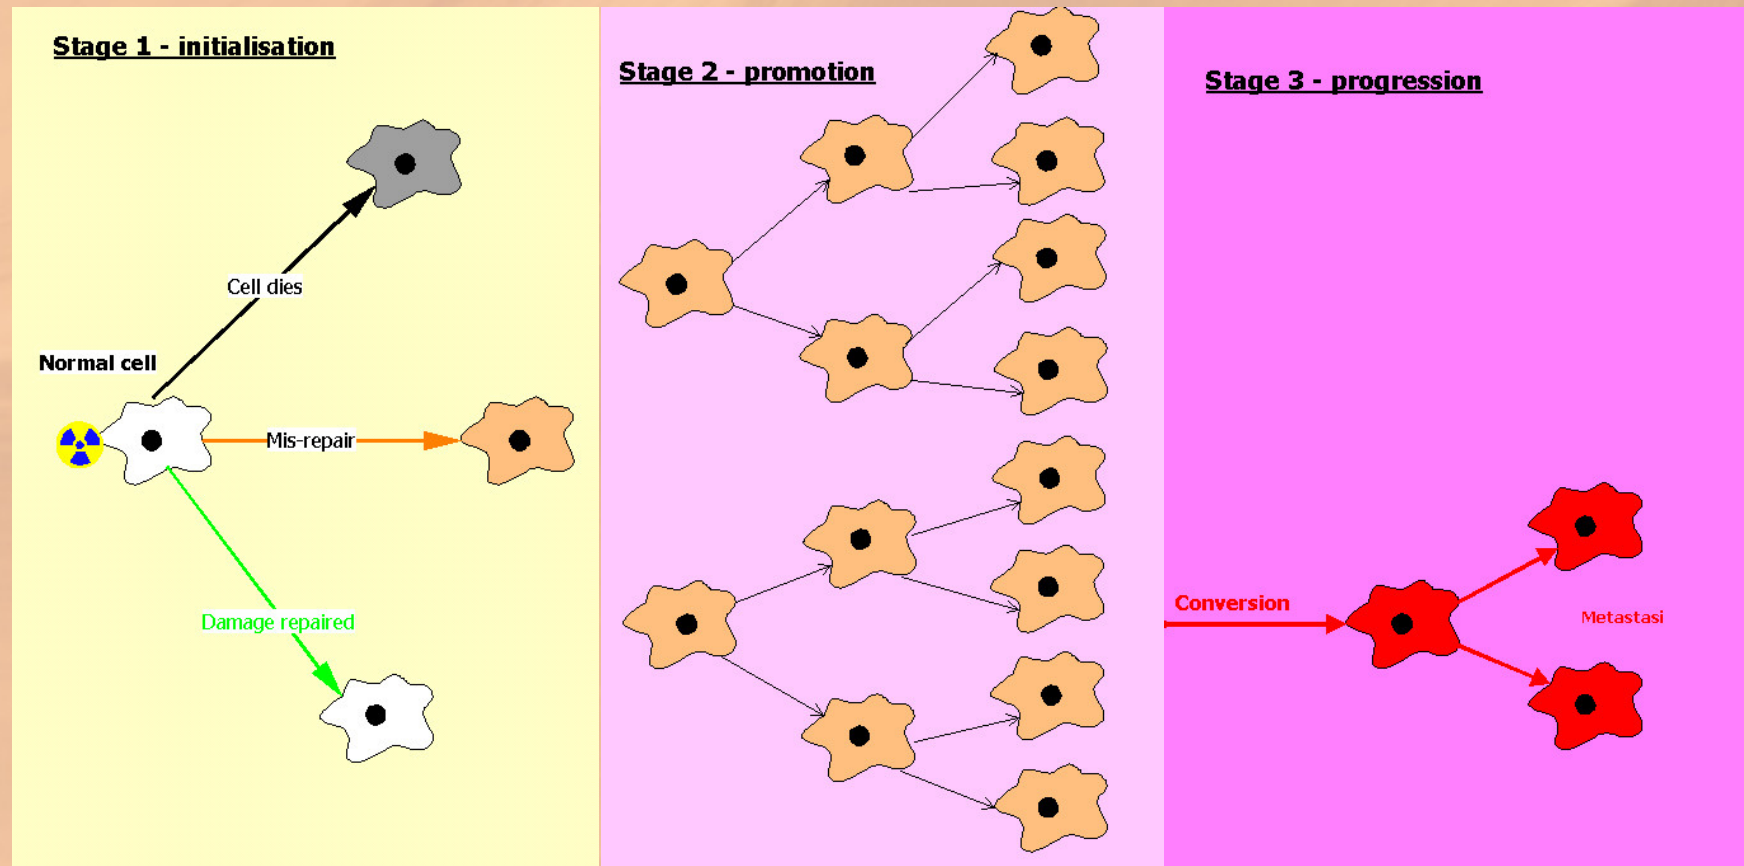 Stage 1 - initialisation
Cell dies
Normal cell
Mis-repair
Damage repaired
Stage 2 - promotion
Stage 3 - progression
Conversion
Metastasi